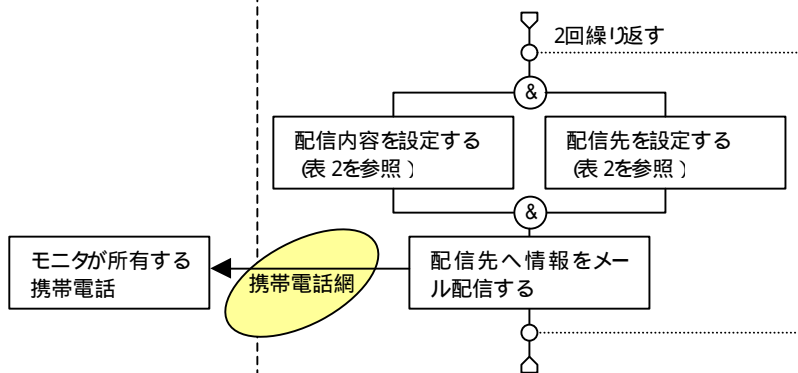 2回繰り返す
&
配信内容を設定する
(表 2を参照 )
配信先を設定する
(表 2を参照 )
&
モニタが所有する
携帯電話
携帯電話網
配信先へ情報をメー
ル配信する